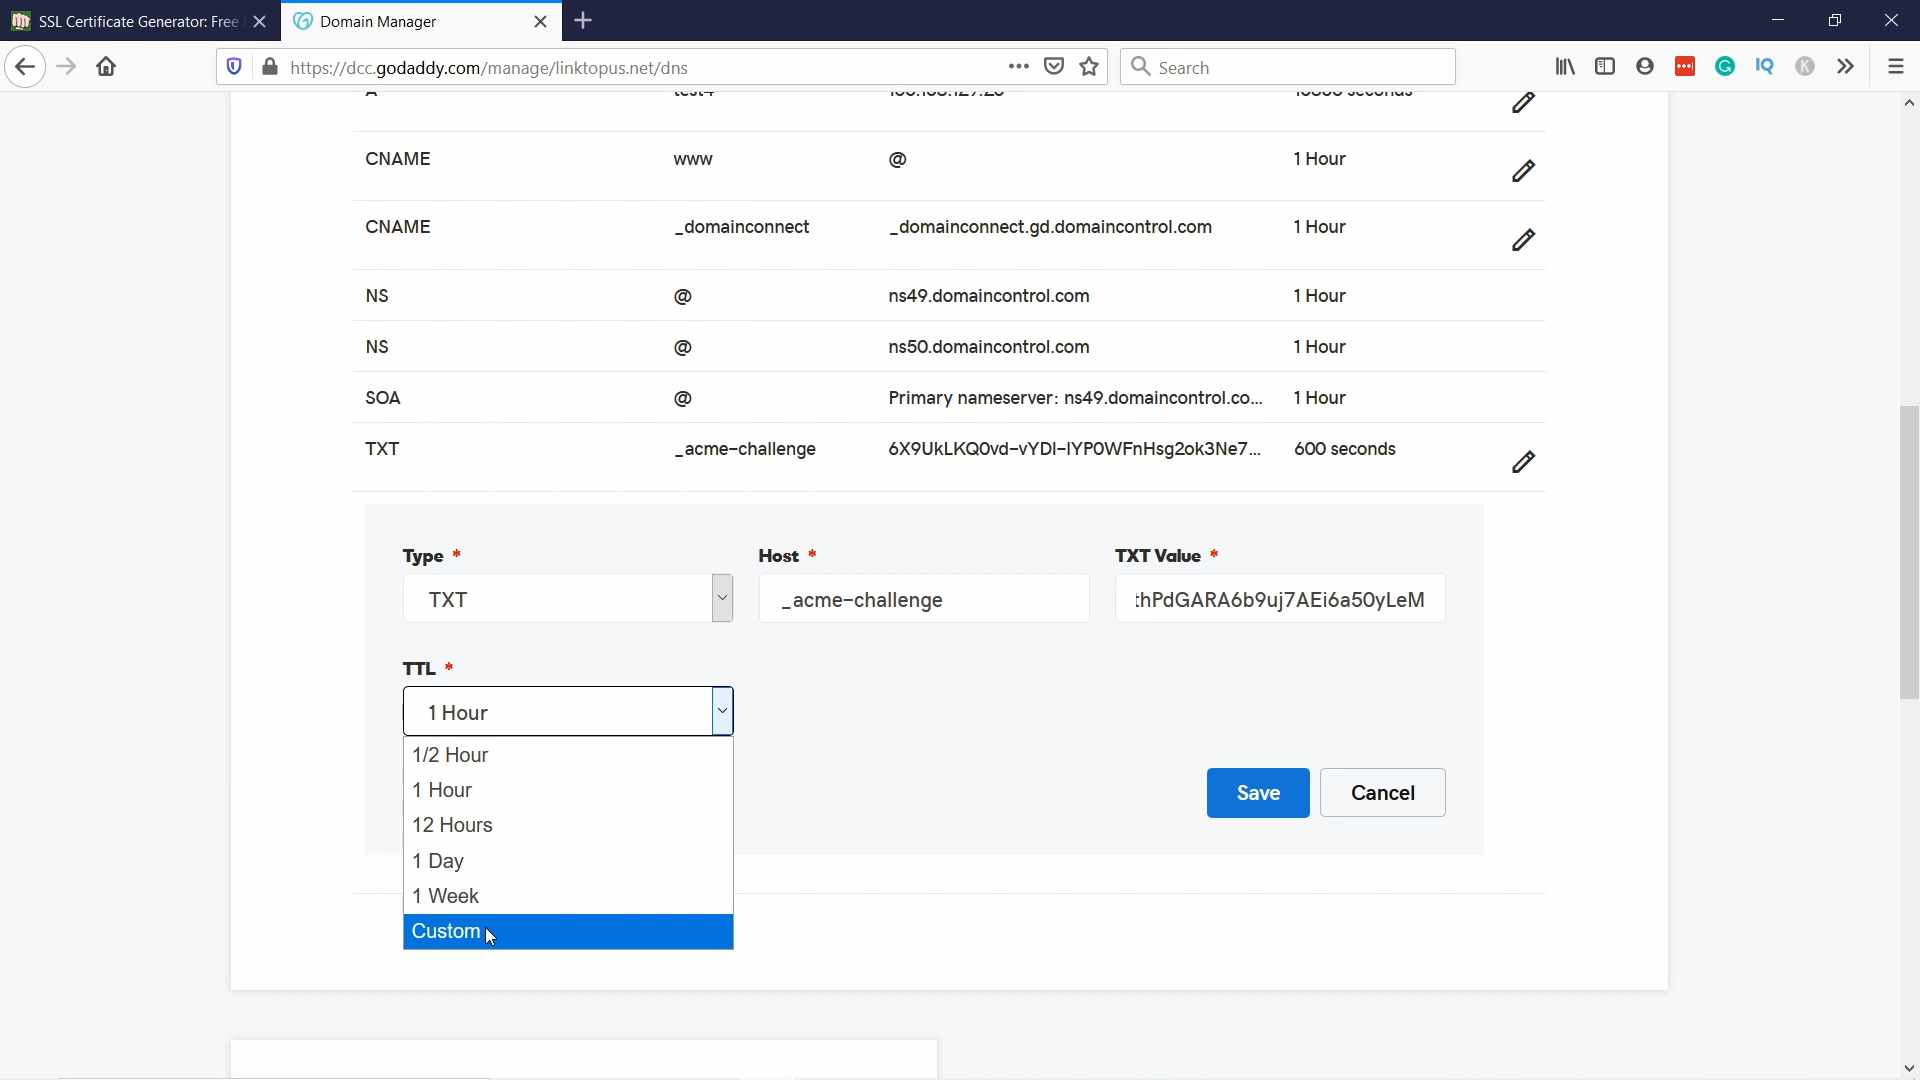 SSL Certificate Generator: Free
Domain Manager
https://dcc.godaddy.com/manage/linktopus.net/dns
Search
A test4
CNAME www @ 1 Hour
CNAME _domainconnect _domainconnect.gd.domaincontrol.com 1 Hour
NS @ ns49.domaincontrol.com 1 Hour
NS @ ns50.domaincontrol.com 1 Hour
SOA @ Primary nameserver: ns49.domaincontrol.co... 1 Hour
TXT _acme-challenge 6X9UkLKQ0vd-vYDI-IYP0WFnHsg2ok3Ne7... 600 seconds
Type * Host * TXT Value *
TXT _acme-challenge thPdGARA6b9uj7AEi6a50yLeM
TTL *
1 Hour
1/2 Hour
1 Hour
12 Hours
1 Day
1 Week
Custom
Save Cancel